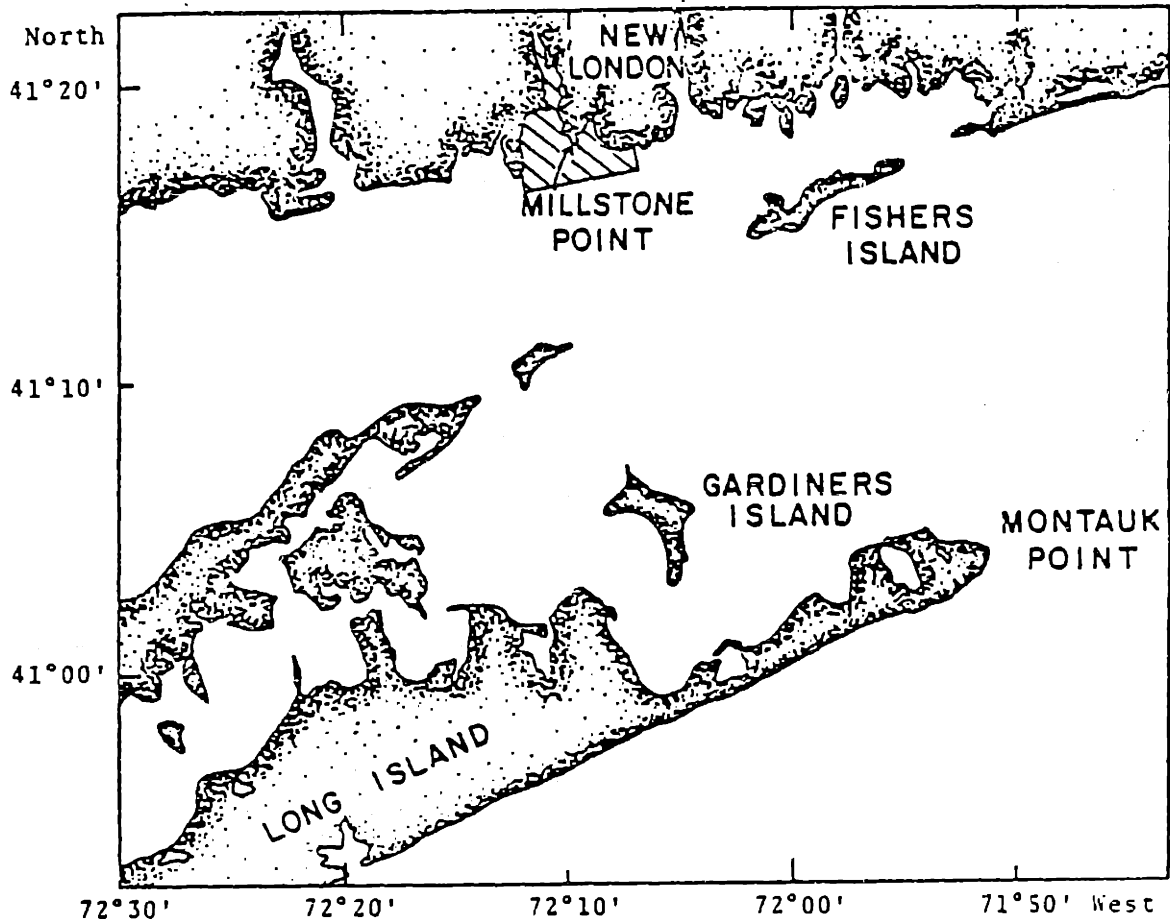 North
41°20'
41°10'
41°00'
NEW
LONDON
MILLSTONE
POINT
FISHERS
ISLAND
GARDINERS
ISLAND
MONTAUK
POINT
LONG ISLAND
72°30' 72°20' 72°10' 72°00' 71°50' West